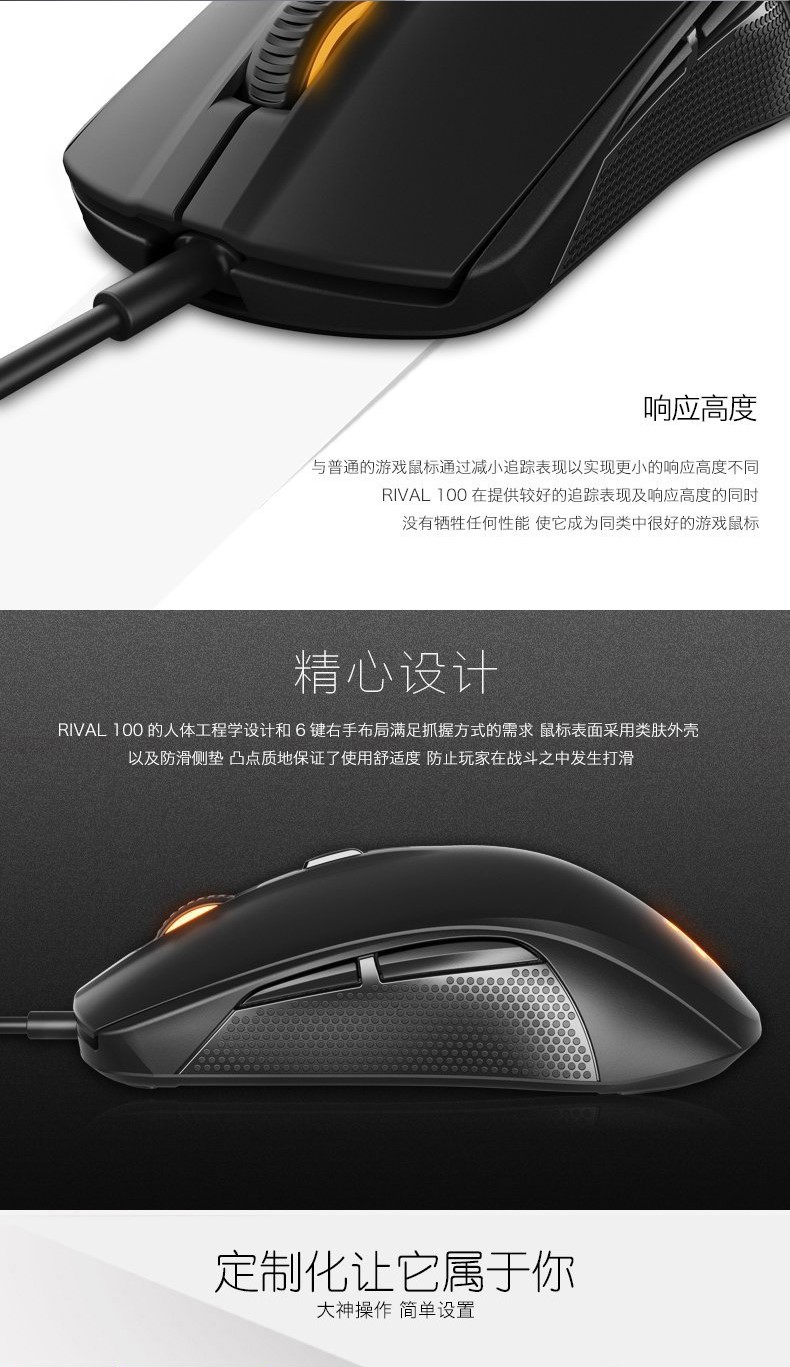 响应高度
与普通的游戏鼠标通过减小追踪表现以实现更小的响应高度不同
RIVAL 100 在提供较好的追踪表现及响应高度的同时
没有牺牲任何性能 使它成为同类中很好的游戏鼠标
精心设计
RIVAL 100 的人体工程学设计和 6 键右手布局满足抓握方式的需求 鼠标表面采用类肤外壳
以及防滑侧垫 凸点质地保证了使用舒适度 防止玩家在战斗之中发生打滑
定制化让它属于你
大神操作 简单设置